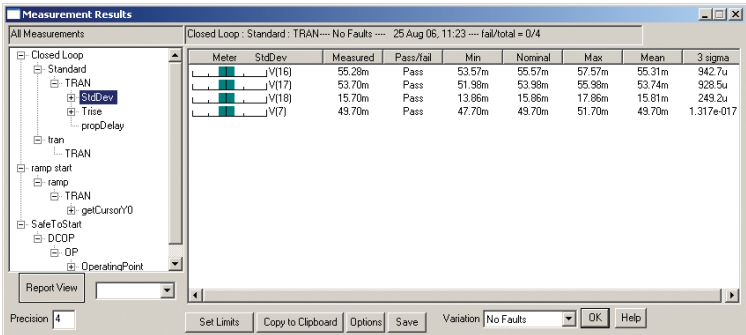 Measurement Results
All Measurements
Closed Loop : Standard : TRAN---- No Faults ---- 25 Aug 06, 11:23 ---- fail/total = 0/4
Closed Loop
Standard
TRAN
StdDev
Trise
propDelay
tran
TRAN
ramp start
ramp
TRAN
getCursorY0
SafeToStart
DCOP
OP
OperatingPoint
Meter StdDev Measured Pass/fail Min Nominal Max Mean 3 sigma
V(16) 55.28m Pass 53.57m 55.57m 57.57m 55.31m 942.7u
V(17) 53.70m Pass 51.98m 53.98m 55.98m 53.74m 928.5u
V(18) 15.70m Pass 13.86m 15.86m 17.86m 15.81m 249.2u
V(7) 49.70m Pass 47.70m 49.70m 51.70m 49.70m 1.317e-017
Report View
Precision 4
Set Limits Copy to Clipboard Options Save Variation No Faults OK Help